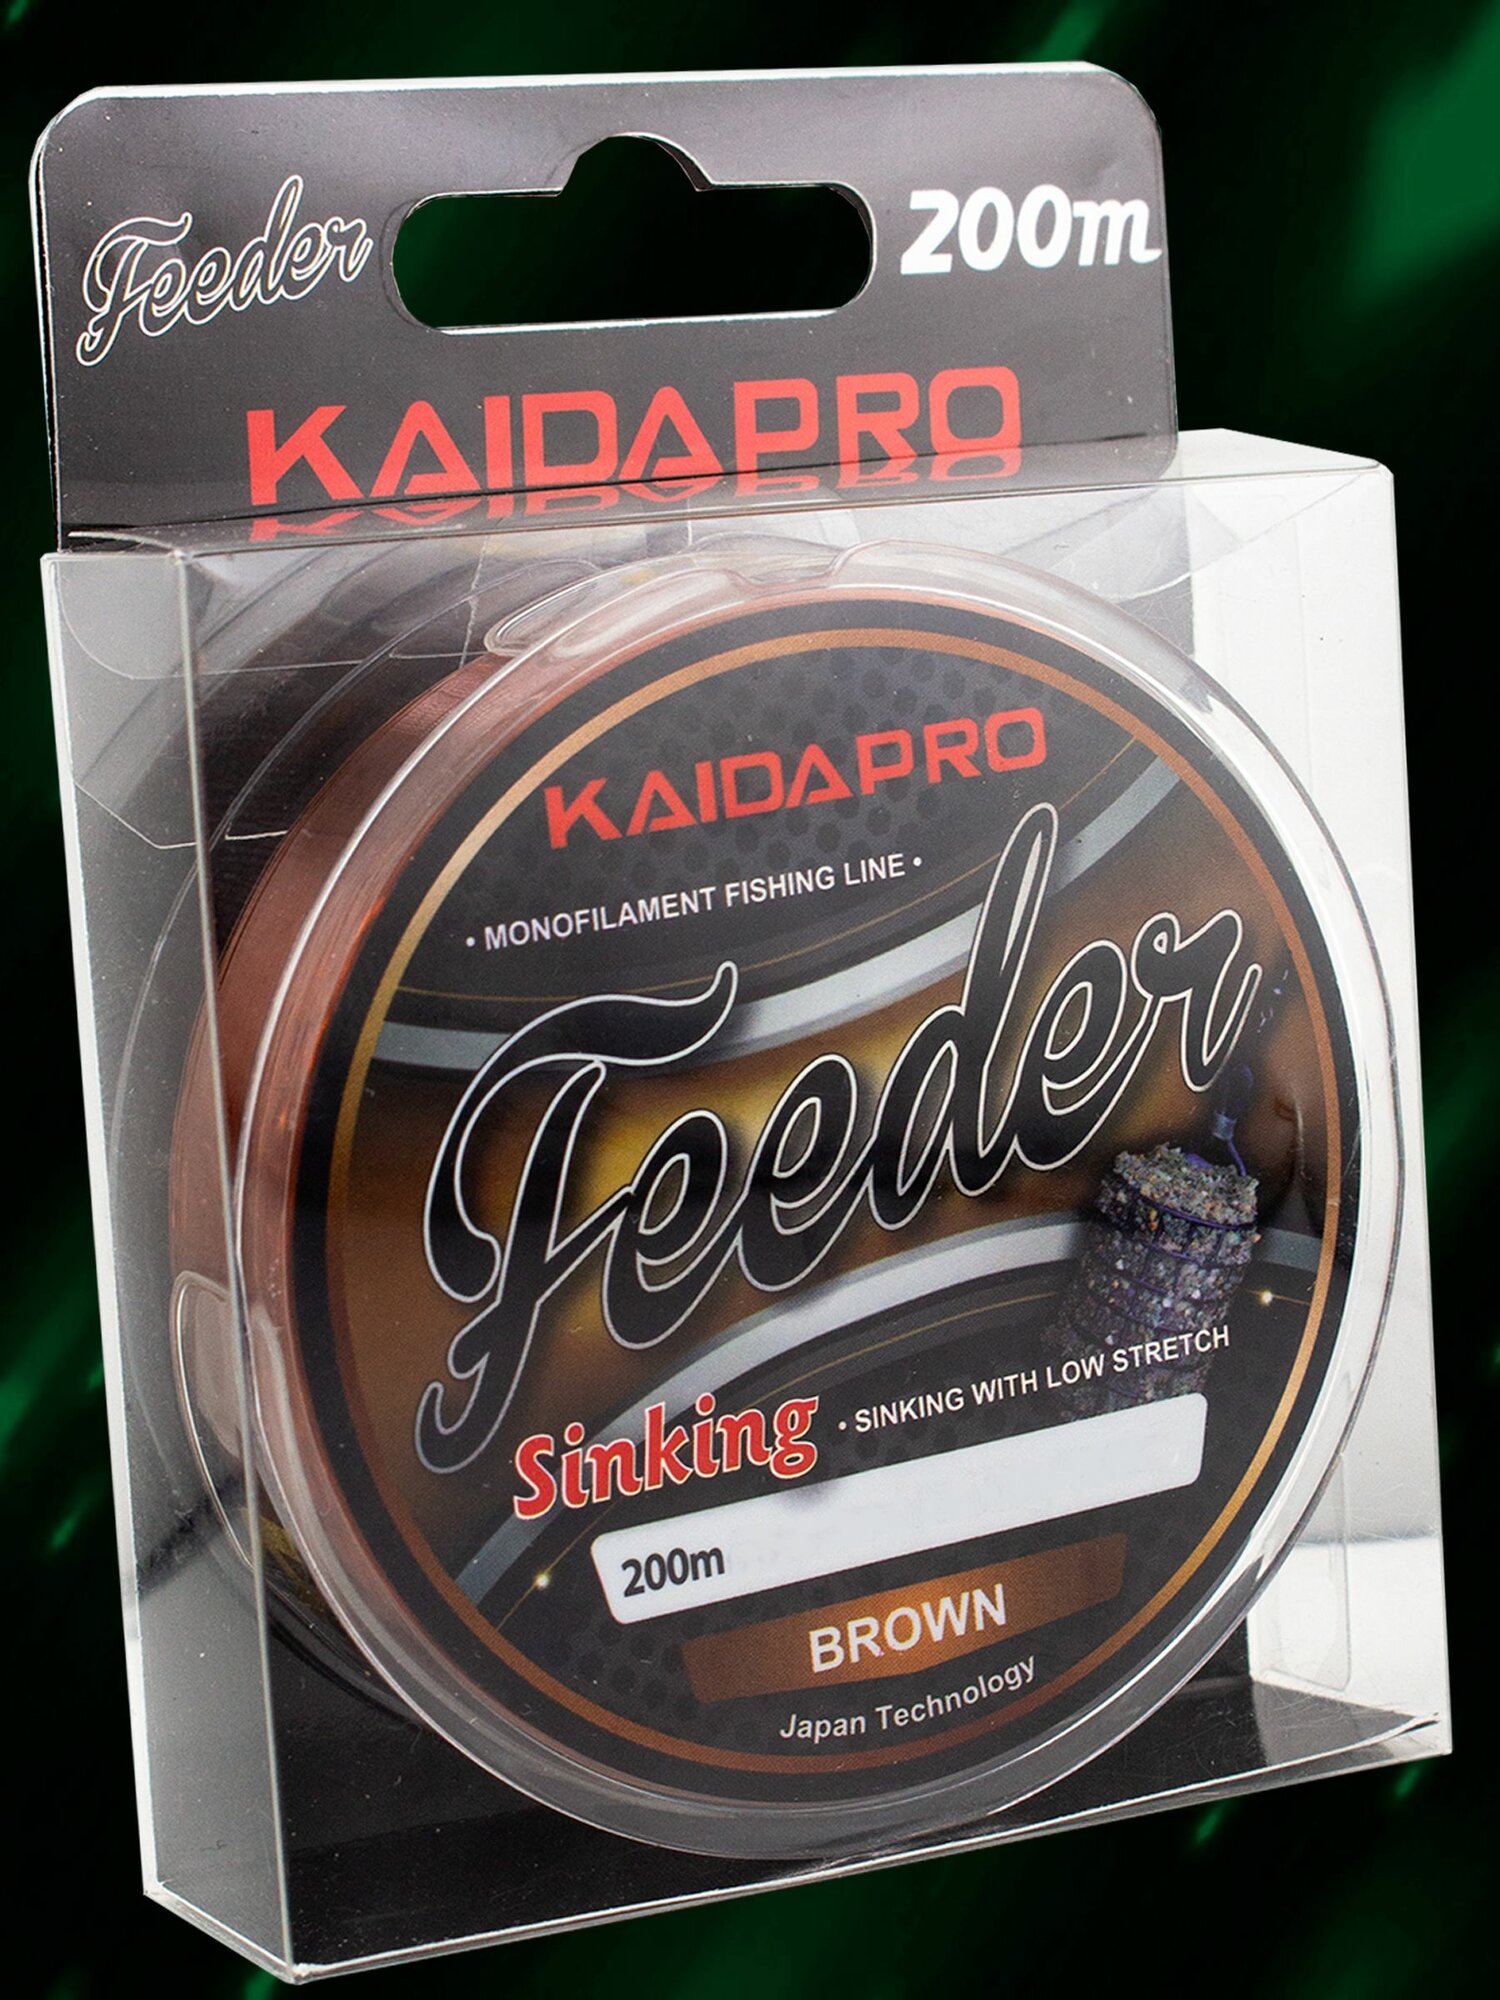 Feeder
200m
KAIDAPRO
KAIDAPRO
• MONOFILAMENT FISHING LINE •
Feeder
Sinking
• SINKING WITH LOW STRETCH
200m
BROWN
Japan Technology